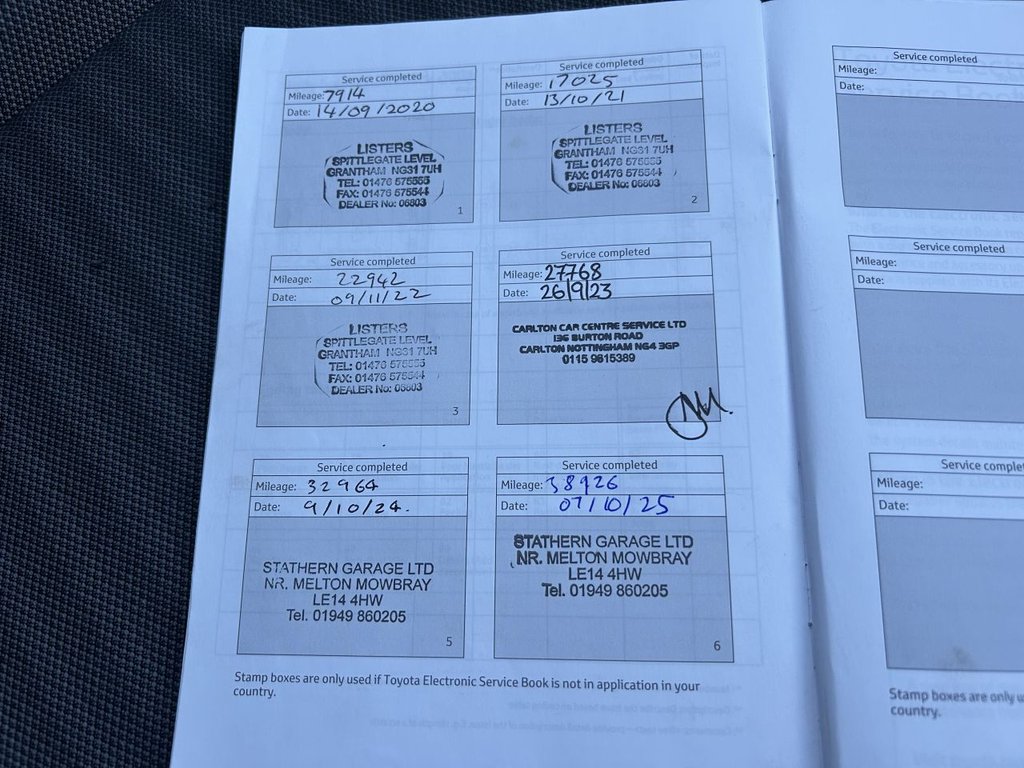 Service completed
Mileage: 7914
Date: 14/09/2020
LISTERS
SPITTLEGATE LEVEL
GRANTHAM NG31 7UH
TEL: 01476 575555
FAX: 01476 575544
DEALER No: 06803
1
Service completed
Mileage: 17025
Date: 13/10/21
LISTERS
SPITTLEGATE LEVEL
GRANTHAM NG31 7UH
TEL: 01476 575555
FAX: 01476 575544
DEALER No: 06803
2
Service completed
Mileage: 22942
Date: 09/11/22
LISTERS
SPITTLEGATE LEVEL
GRANTHAM NG31 7UH
TEL: 01476 575555
FAX: 01476 575544
DEALER No: 06803
3
Service completed
Mileage: 27768
Date: 26/9/23
CARLTON CAR CENTRE SERVICE LTD
136 BURTON ROAD
CARLTON NOTTINGHAM NG4 3GP
0115 9615389
Service completed
Mileage: 32964
Date: 9/10/24.
STATHERN GARAGE LTD
NR. MELTON MOWBRAY
LE14 4HW
Tel. 01949 860205
5
Service completed
Mileage: 38926
Date: 07/10/25
STATHERN GARAGE LTD
NR. MELTON MOWBRAY
LE14 4HW
Tel. 01949 860205
6
Stamp boxes are only used if Toyota Electronic Service Book is not in application in your
country.
Service completed
Mileage:
Date:
Service completed
Mileage:
Date:
Service complet
Mileage:
Date:
Stamp boxes are only u
country.